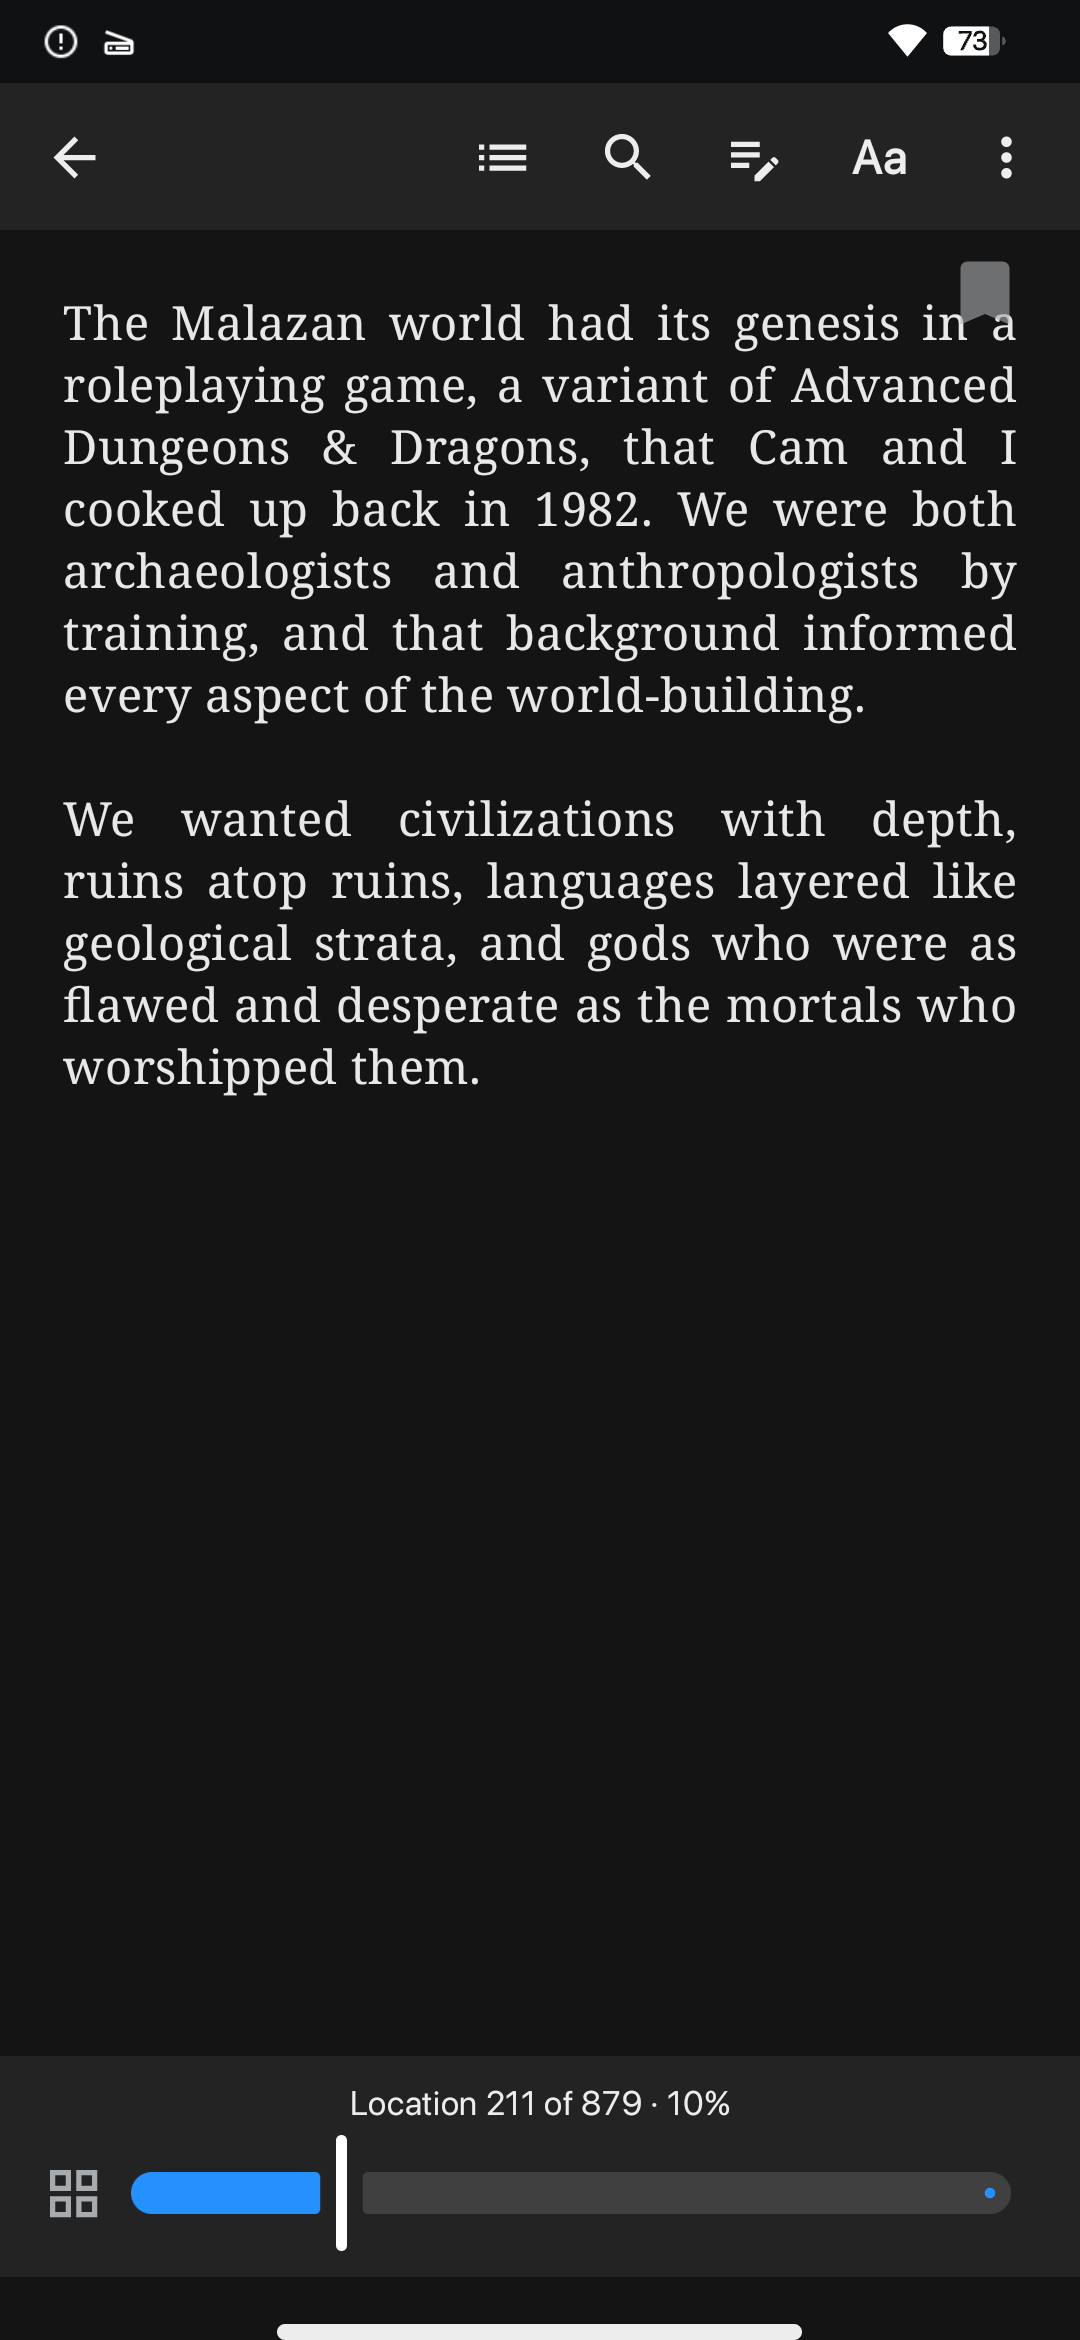 73
Aa
The Malazan world had its genesis in a
roleplaying game, a variant of Advanced
Dungeons & Dragons, that Cam and I
cooked up back in 1982. We were both
archaeologists and anthropologists by
training, and that background informed
every aspect of the world-building.
We wanted civilizations with depth,
ruins atop ruins, languages layered like
geological strata, and gods who were as
flawed and desperate as the mortals who
worshipped them.
Location 211 of 879 · 10%